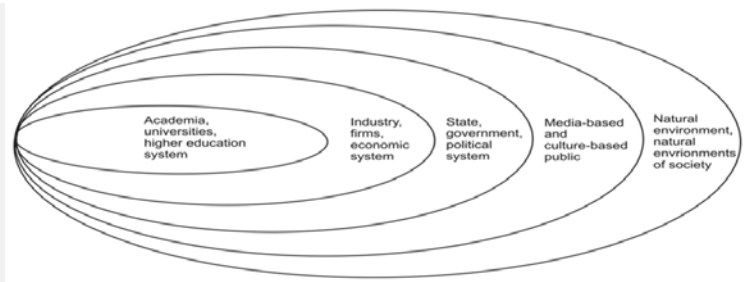 Academia,
universities,
higher education
system
Industry,
firms,
economic
system
State,
government,
political
system
Media-based
and
culture-based
public
Natural
environment,
natural
envrionments
of society